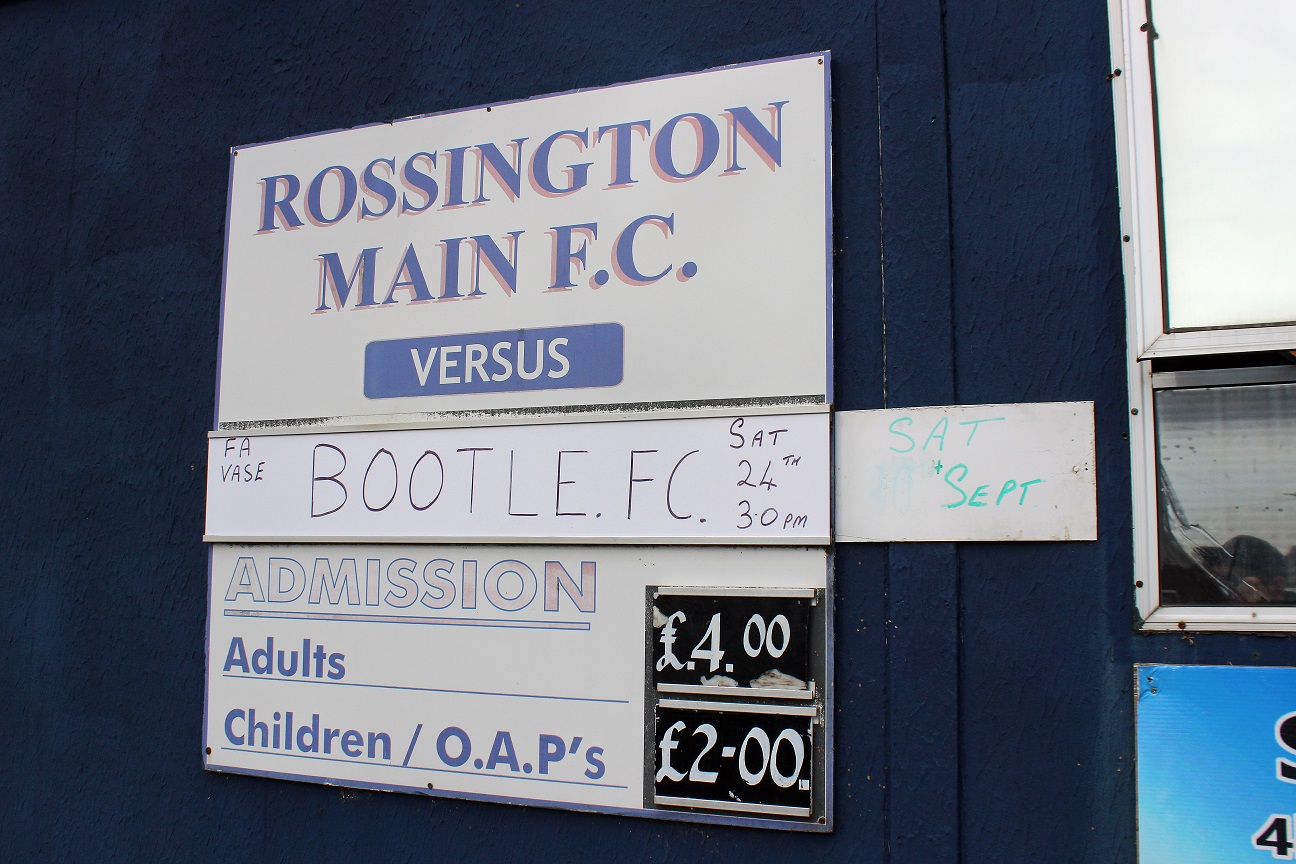 ROSSINGTON
MAIN F.C.
VERSUS
FA
VASE
BOOTLE. FC.
SAT
24TH
3.0 PM
SAT
SEPT
ADMISSION
Adults
£.4.00
Children / O.A.P's
£2-00.